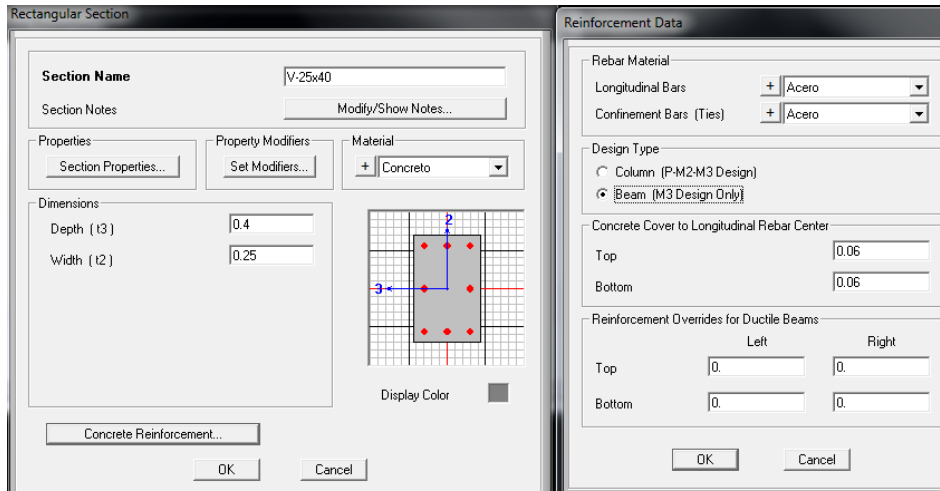 Rectangular Section
Section Name V-25x40
Section Notes Modify/Show Notes...
Properties Property Modifiers Material
Section Properties... Set Modifiers... + Concreto
Dimensions
Depth ( t3 ) 0.4
Width ( t2 ) 0.25
2
3
Display Color
Concrete Reinforcement...
OK Cancel
Reinforcement Data
Rebar Material
Longitudinal Bars + Acero
Confinement Bars (Ties) + Acero
Design Type
Column (P-M2-M3 Design)
Beam (M3 Design Only)
Concrete Cover to Longitudinal Rebar Center
Top 0.06
Bottom 0.06
Reinforcement Overrides for Ductile Beams
Left Right
Top 0. 0.
Bottom 0. 0.
OK Cancel